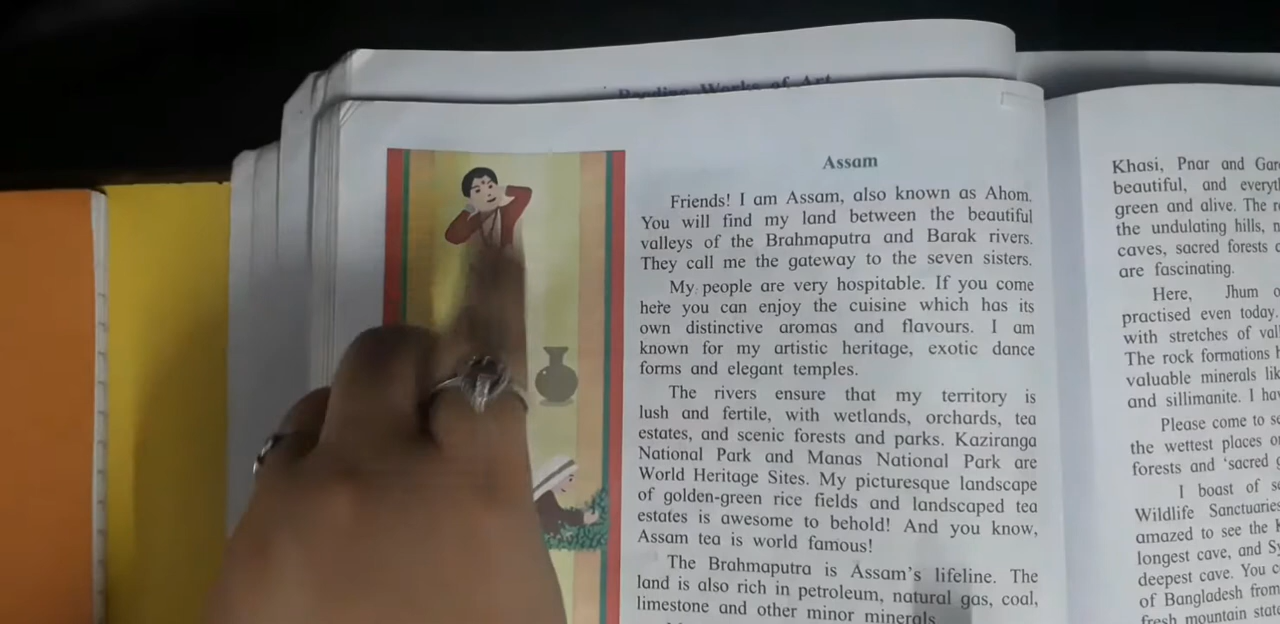 Reading Works of Art
Assam
Friends! I am Assam, also known as Ahom.
You will find my land between the beautiful
valleys of the Brahmaputra and Barak rivers.
They call me the gateway to the seven sisters.
My people are very hospitable. If you come
here you can enjoy the cuisine which has its
own distinctive aromas and flavours. I am
known for my artistic heritage, exotic dance
forms and elegant temples.
The rivers ensure that my territory is
lush and fertile, with wetlands, orchards, tea
estates, and scenic forests and parks. Kaziranga
National Park and Manas National Park are
World Heritage Sites. My picturesque landscape
of golden-green rice fields and landscaped tea
estates is awesome to behold! And you know,
Assam tea is world famous!
The Brahmaputra is Assam's lifeline. The
land is also rich in petroleum, natural gas, coal,
limestone and other minor minerals
Khasi, Pnar and
beautiful, and
green and alive. The
the undulating hills,
caves, sacred forests
are fascinating.
Here, Jhum
practised even today.
with stretches of
The rock formations
valuable minerals
and sillimanite. I
Please come to
the wettest places
forests and 'sacred
I boast of
Wildlife
amazed to see the
longest cave, and
deepest cave. You
of Bangladesh from
fresh mountain